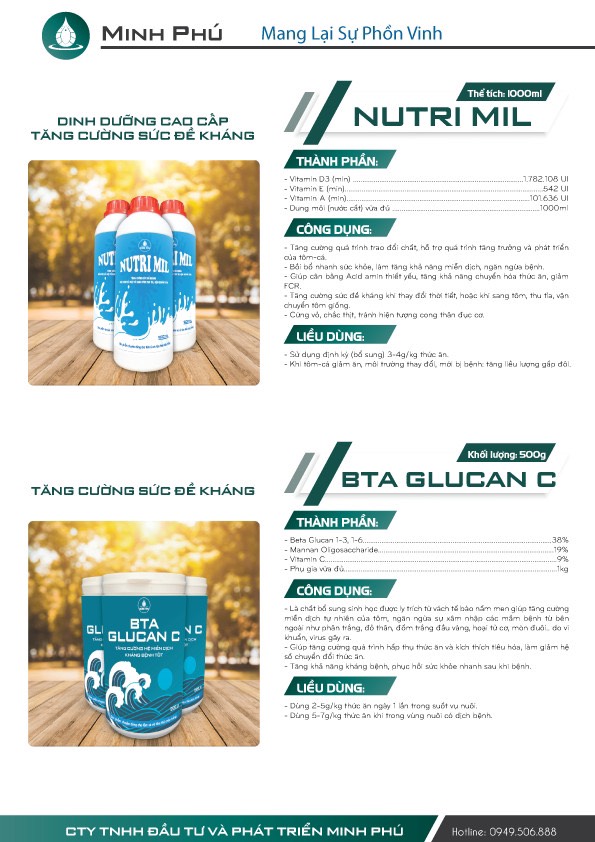 MINH PHÚ
Mang Lại Sự Phồn Vinh
DINH DƯỠNG CAO CẤP
TĂNG CƯỜNG SỨC ĐỀ KHÁNG
Thể tích: 1000ml
NUTRI MIL
THÀNH PHẦN:
- Vitamin D3 (min) ........ 1.782.108 UI
- Vitamin E (min) ........ 542 UI
- Vitamin A (min) ........ 101.636 UI
- Dung môi (nước cất) vừa đủ ........ 1000ml
CÔNG DỤNG:
- Tăng cường quá trình trao đổi chất, hỗ trợ quá trình tăng trưởng và phát triển
của tôm-cá.
- Bồi bổ nhanh sức khỏe, làm tăng khả năng miễn dịch, ngăn ngừa bệnh.
- Giúp cân bằng Acid amin thiết yếu, tăng khả năng chuyển hóa thức ăn, giảm
FCR.
- Tăng cường sức đề kháng khi thay đổi thời tiết, hoặc khi sang tôm, thu tỉa, vận
chuyển tôm giống.
- Cứng vỏ, chắc thịt, tránh hiện tượng cong thân đục cơ.
LIỀU DÙNG:
- Sử dụng định kỳ (bổ sung) 3-4g/kg thức ăn.
- Khi tôm-cá giảm ăn, môi trường thay đổi, mới bị bệnh: tăng liều lượng gấp đôi.
NUTRI MIL
TĂNG CƯỜNG SỨC ĐỀ KHÁNG
Khối lượng: 500g
BTA GLUCAN C
THÀNH PHẦN:
- Beta Glucan 1-3, 1-6 ........ 38%
- Mannan Oligosaccharide ........ 19%
- Vitamin C ........ 9%
- Phụ gia vừa đủ ........ 1kg
CÔNG DỤNG:
- Là chất bổ sung sinh học được ly trích từ vách tế bào nấm men giúp tăng cường
miễn dịch tự nhiên của tôm, ngăn ngừa sự xâm nhập các mầm bệnh từ bên
ngoài như phân trắng, đỏ thân, đốm trắng đầu vàng, hoại tử cơ, mòn đuôi.. do vi
khuẩn, virus gây ra.
- Giúp tăng cường quá trình hấp thụ thức ăn và kích thích tiêu hóa, làm giảm hệ
số chuyển đổi thức ăn.
- Tăng khả năng kháng bệnh, phục hồi sức khỏe nhanh sau khi bệnh.
LIỀU DÙNG:
- Dùng 2-5g/kg thức ăn ngày 1 lần trong suốt vụ nuôi.
- Dùng 5-7g/kg thức ăn khi trong vùng nuôi có dịch bệnh.
BTA
GLUCAN C
TĂNG CƯỜNG HỆ MIỄN DỊCH
KHÁNG BỆNH TỐT
CTY TNHH ĐẦU TƯ VÀ PHÁT TRIỂN MINH PHÚ
Hotline: 0949.506.888